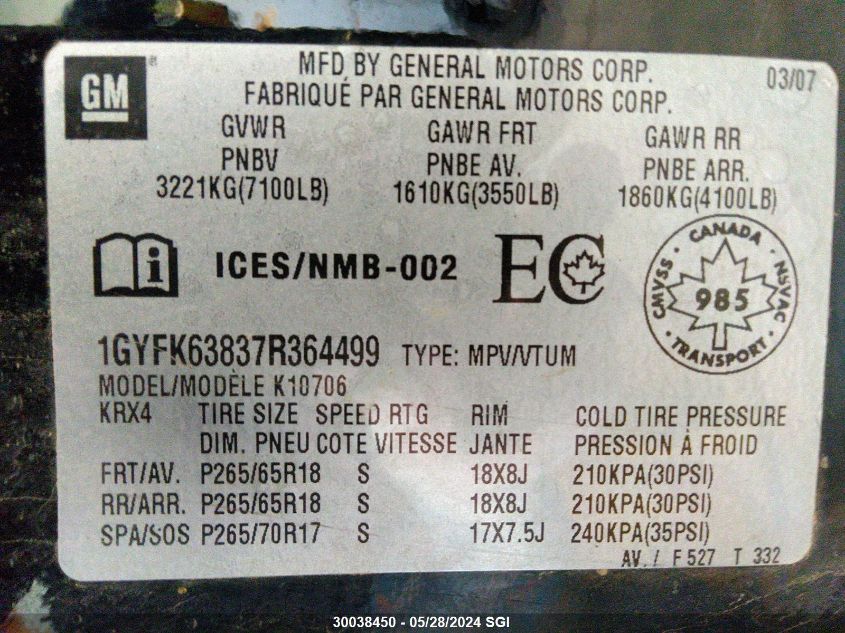 GM ®
MFD BY GENERAL MOTORS CORP. 03/07
FABRIQUÉ PAR GENERAL MOTORS CORP.
GVWR GAWR FRT GAWR RR
PNBV PNBE AV. PNBE ARR.
3221KG(7100LB) 1610KG(3550LB) 1860KG(4100LB)
ICES/NMB-002 EC
CANADA
CMVSS 985 NSVAC
TRANSPORT
1GYFK63837R364499 TYPE: MPV/VTUM
MODEL/MODÈLE K10706
KRX4 TIRE SIZE SPEED RTG RIM COLD TIRE PRESSURE
DIM. PNEU COTE VITESSE JANTE PRESSION À FROID
FRT/AV. P265/65R18 S 18X8J 210KPA(30PSI)
RR/ARR. P265/65R18 S 18X8J 210KPA(30PSI)
SPA/SOS P265/70R17 S 17X7.5J 240KPA(35PSI)
AV. / F 527 T 332
30038450 - 05/28/2024 SGI